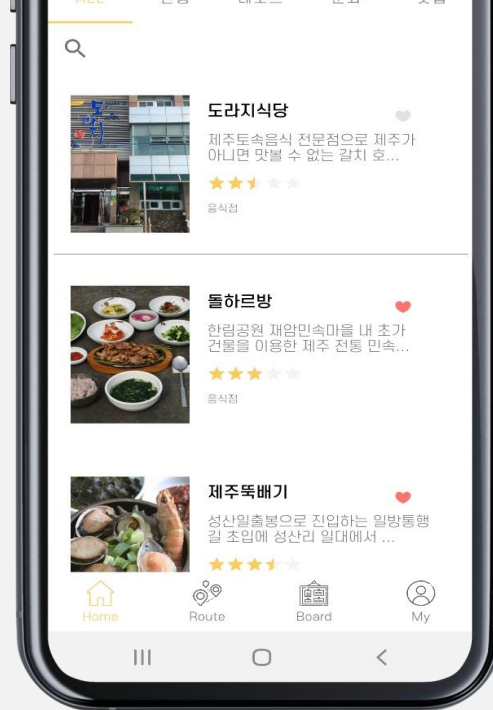 ALL
도라지식당
제주토속음식 전문점으로 제주가
아니면 맛볼 수 없는 갈치 호...
음식점
돌하르방
한림공원 재암민속마을 내 초가
건물을 이용한 제주 전통 민속...
음식점
제주뚝배기
성산일출봉으로 진입하는 일방통행
길 초입에 성산리 일대에서 ...
Home Route Board My